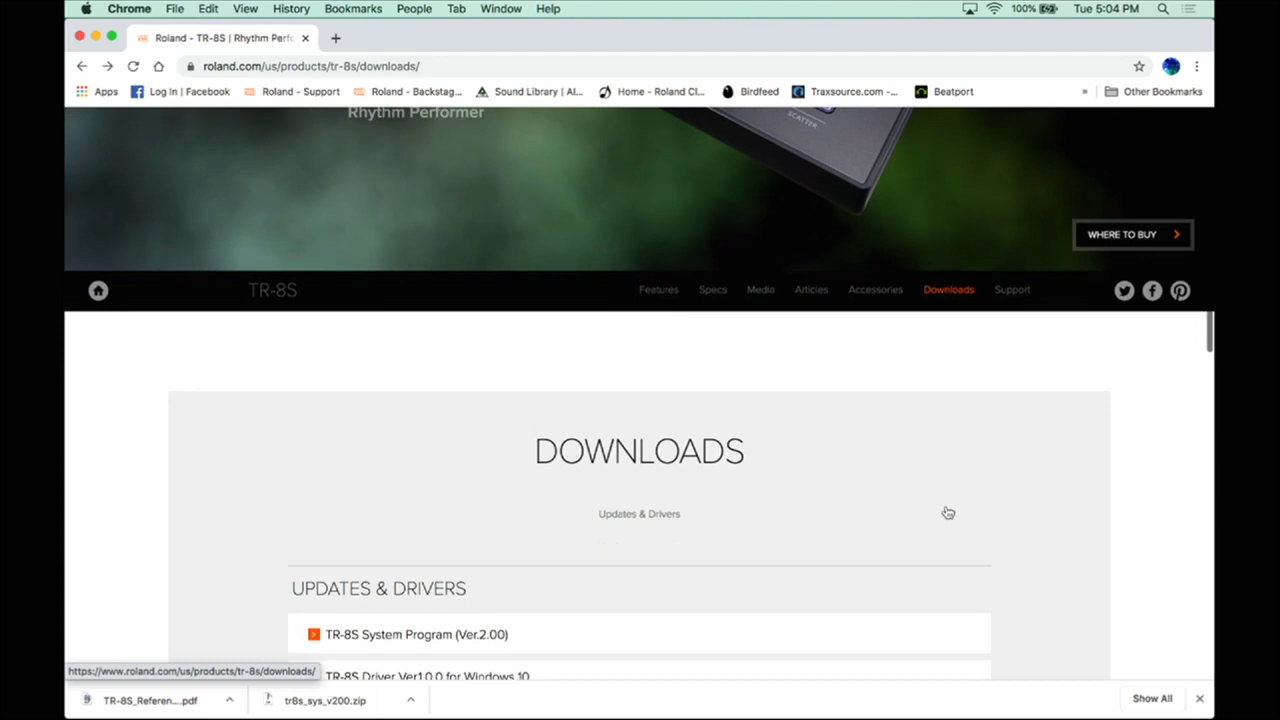 Chrome File Edit View History Bookmarks People Tab Window Help 100% Tue 5:04 PM
Roland - TR-8S | Rhythm Perfo
roland.com/us/products/tr-8s/downloads/
Apps Log In | Facebook Roland - Support Roland - Backstag... Sound Library | Al... Home - Roland Cl... Birdfeed Traxsource.com -... Beatport » Other Bookmarks
Rhythm Performer
SCATTER
WHERE TO BUY
TR-8S Features Specs Media Articles Accessories Downloads Support
DOWNLOADS
Updates & Drivers
UPDATES & DRIVERS
TR-8S System Program (Ver.2.00)
TR-8S Driver Ver1.0.0 for Windows 10
https://www.roland.com/us/products/tr-8s/downloads/
TR-8S_Referen....pdf tr8s_sys_v200.zip Show All